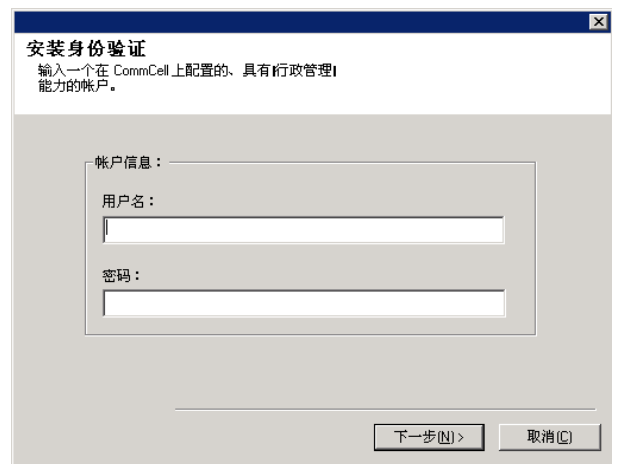 安装身份验证
输入一个在 CommCell 上配置的、具有行政管理
能力的帐户。
帐户信息：
用户名：
密码：
下一步(N) >
取消(C)